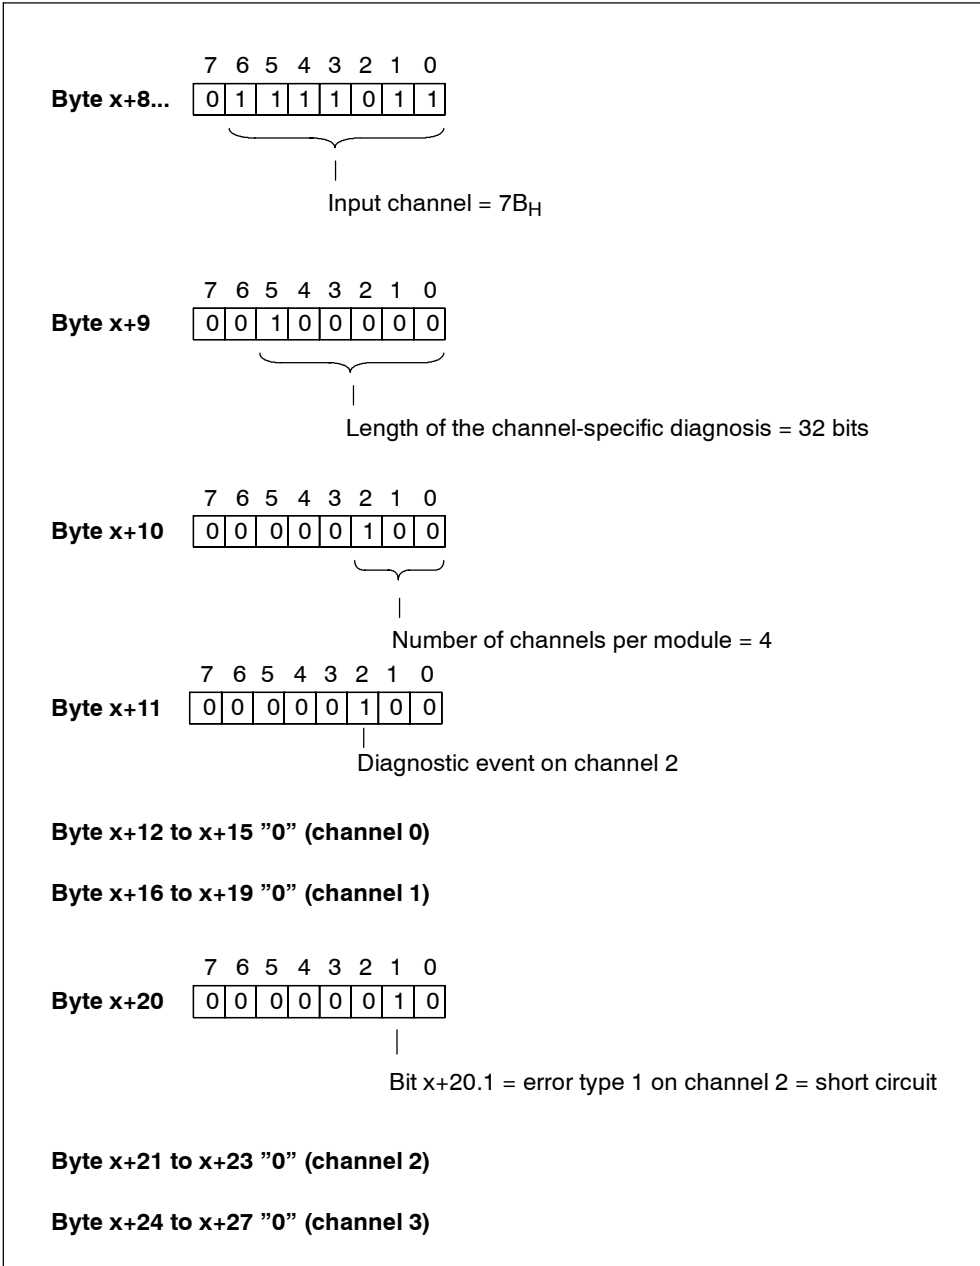 7 6 5 4 3 2 1 0
Byte x+8... 0 1 1 1 1 0 1 1
Input channel = 7BH
7 6 5 4 3 2 1 0
Byte x+9 0 0 1 0 0 0 0 0
Length of the channel-specific diagnosis = 32 bits
7 6 5 4 3 2 1 0
Byte x+10 0 0 0 0 0 1 0 0
Number of channels per module = 4
7 6 5 4 3 2 1 0
Byte x+11 0 0 0 0 0 1 0 0
Diagnostic event on channel 2
Byte x+12 to x+15 ”0” (channel 0)
Byte x+16 to x+19 ”0” (channel 1)
7 6 5 4 3 2 1 0
Byte x+20 0 0 0 0 0 0 1 0
Bit x+20.1 = error type 1 on channel 2 = short circuit
Byte x+21 to x+23 ”0” (channel 2)
Byte x+24 to x+27 ”0” (channel 3)